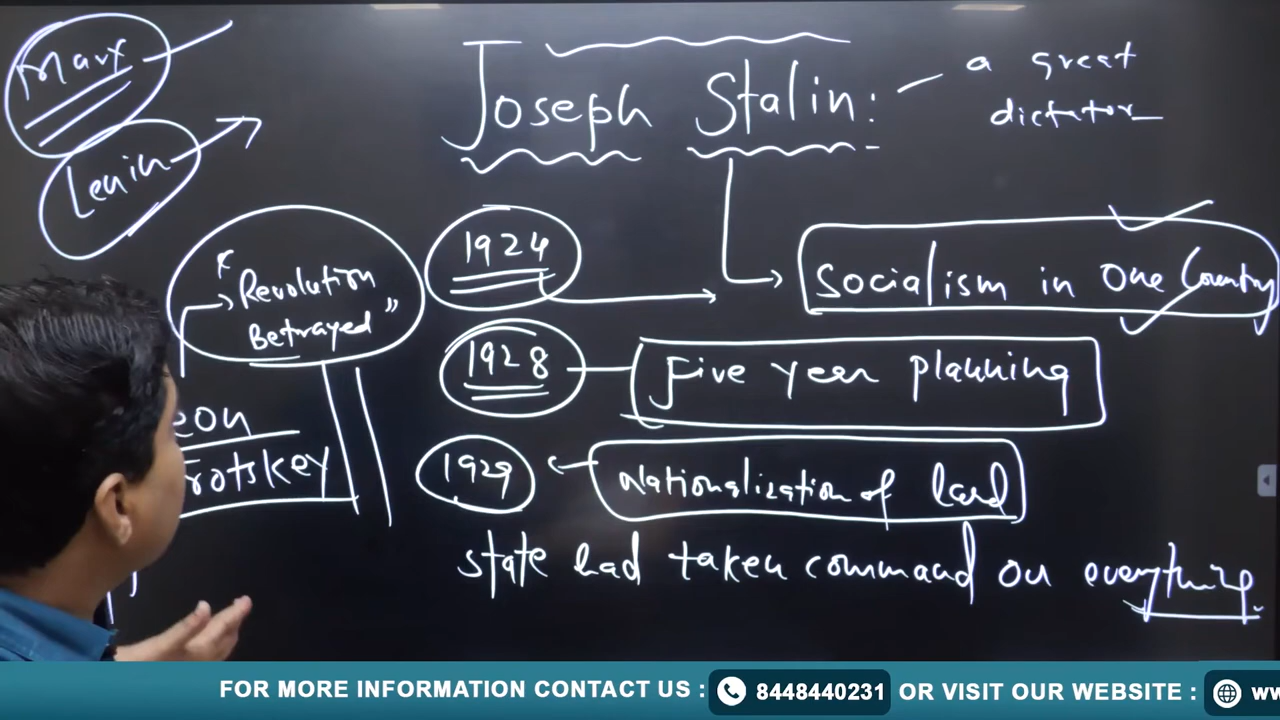 Marx
Lenin
Joseph Stalin: a great
dictator
1924 Socialism in One Country
"Revolution
Betrayed"
1928 Five year planning
eon
rotskey
1929 Nationalization of land
state had taken command on everything.
FOR MORE INFORMATION CONTACT US : 8448440231 OR VISIT OUR WEBSITE : ww